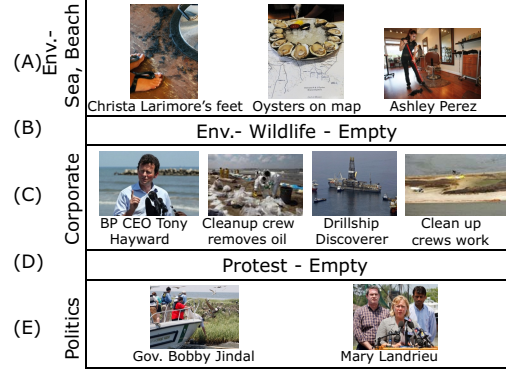 (A)
Env.-
Sea, Beach
Christa Larimore's feet
Oysters on map
Ashley Perez
(B)
Env.- Wildlife - Empty
(C)
Corporate
BP CEO Tony
Hayward
Cleanup crew
removes oil
Drillship
Discoverer
Clean up
crews work
(D)
Protest - Empty
(E)
Politics
Gov. Bobby Jindal
Mary Landrieu